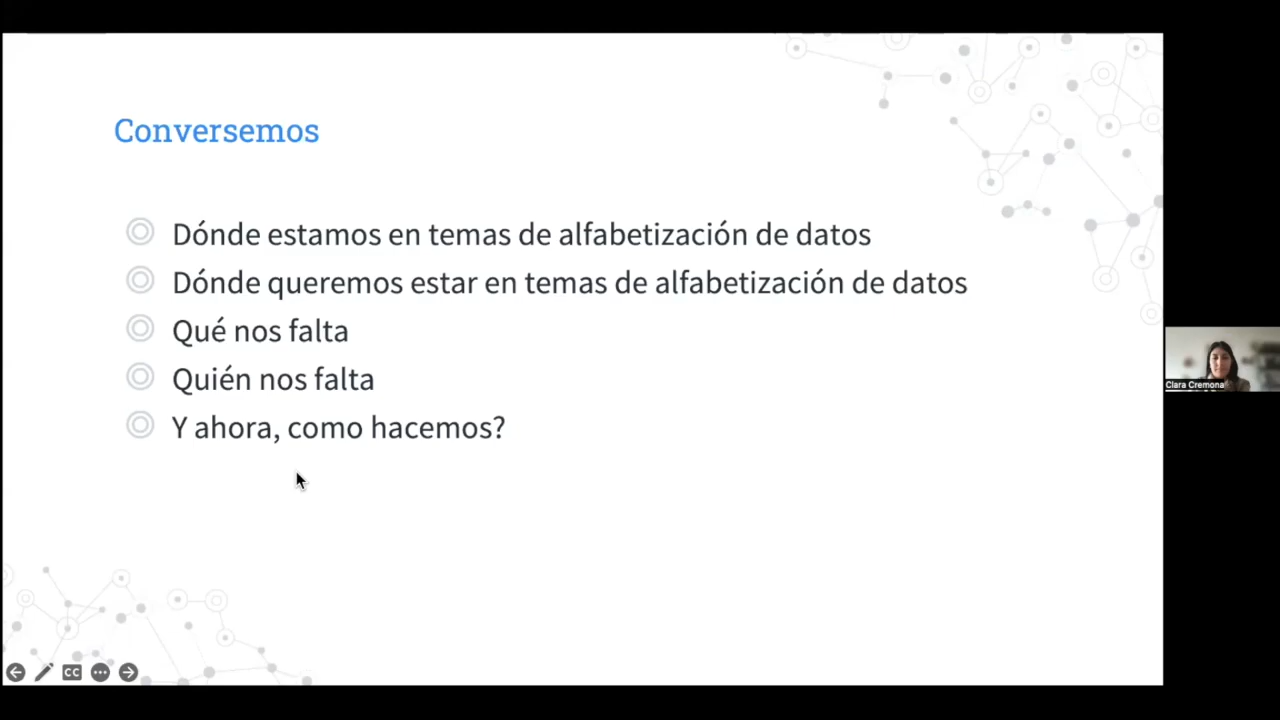 Conversemos
Dónde estamos en temas de alfabetización de datos
Dónde queremos estar en temas de alfabetización de datos
Qué nos falta
Quién nos falta
Y ahora, como hacemos?
Clara Cremona
CC